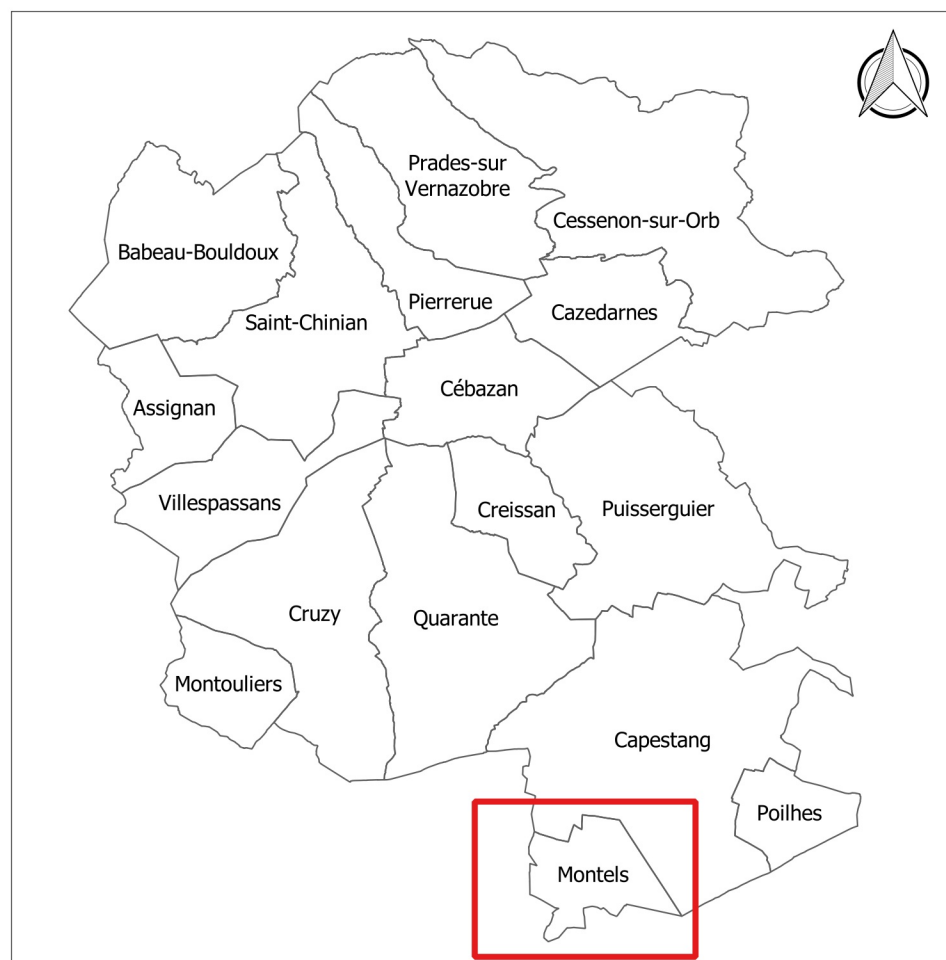 Prades-sur
Vernazobre
Cessenon-sur-Orb
Babeau-Bouldoux
Pierrerue
Cazedarnes
Saint-Chinian
Cébazan
Assignan
Villespassans
Creissan
Puisserguier
Cruzy
Quarante
Montouliers
Capestang
Poilhes
Montels